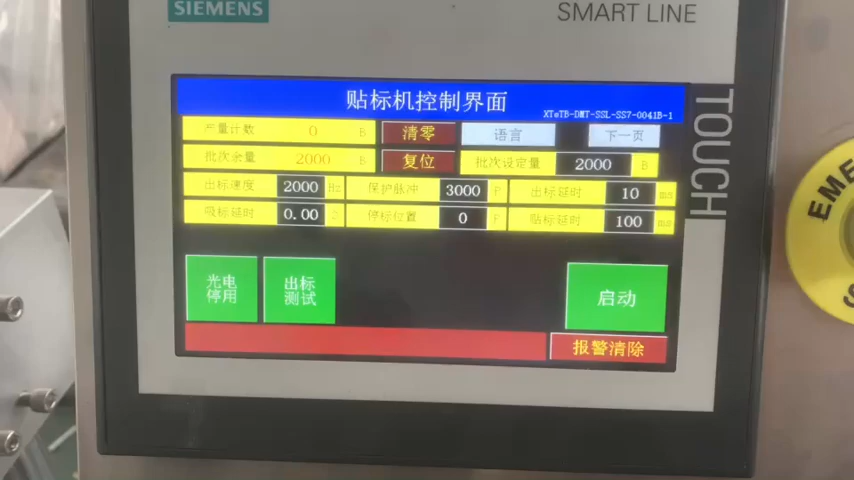 SIEMENS
SMART LINE
TOUCH
贴标机控制界面
XTeTB-DMT-SSL-SS7-0041B-1
产量计数 0 B 清零 语言 下一页
批次余量 2000 B 复位 批次设定量 2000 B
出标速度 2000 Hz 保护脉冲 3000 P 出标延时 10 ms
吸标延时 0.00 S 停标位置 0 P 贴标延时 100 ms
光电
停用
出标
测试
启动
报警清除
EME